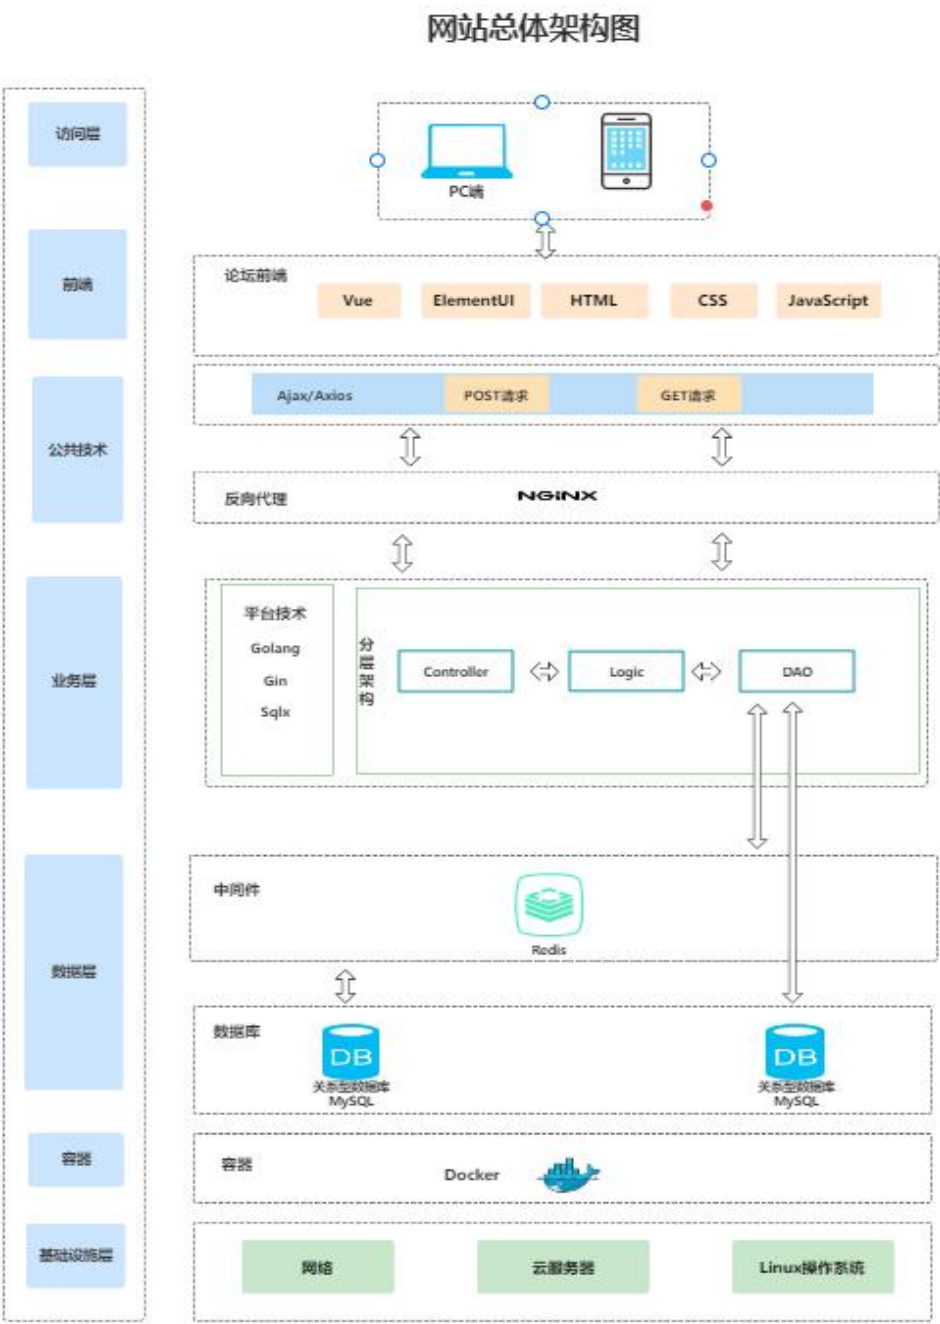 网站总体架构图
访问层
PC端
前端
论坛前端
Vue
ElementUI
HTML
CSS
JavaScript
公共技术
Ajax/Axios
POST请求
GET请求
反向代理
NGINX
业务层
平台技术
Golang
Gin
Sqlx
分层架构
Controller
Logic
DAO
数据层
中间件
Redis
数据库
DB
关系型数据库
MySQL
DB
关系型数据库
MySQL
容器
容器
Docker
基础设施层
网络
云服务器
Linux操作系统